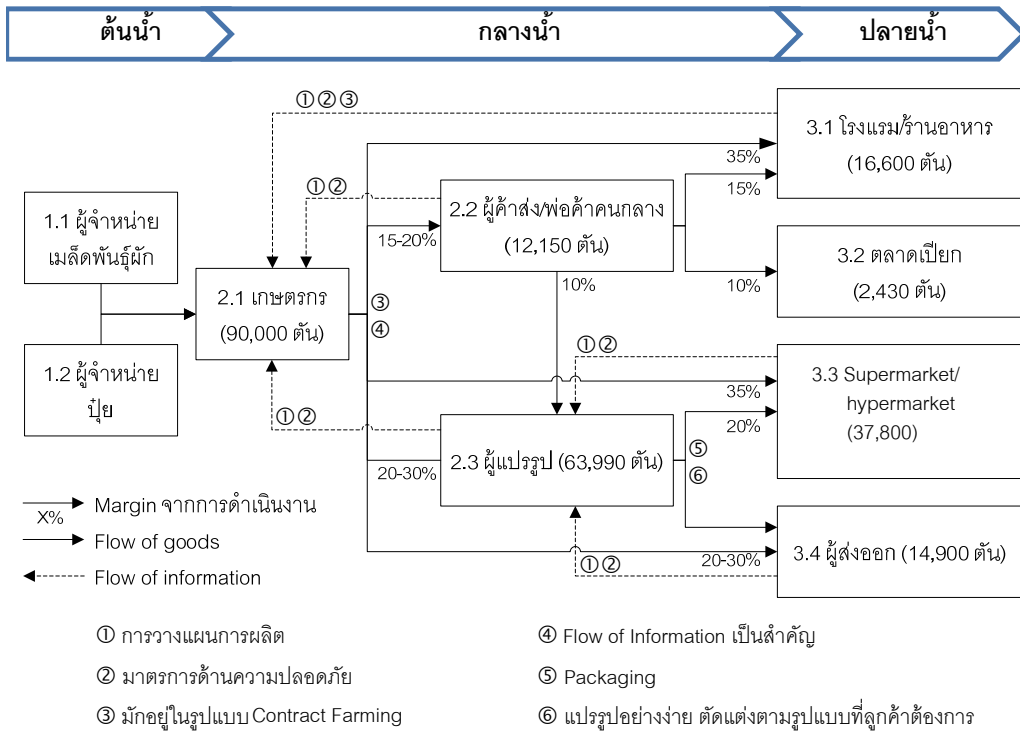 ต้นน้ำ
กลางน้ำ
ปลายน้ำ
①②③
3.1 โรงแรม/ร้านอาหาร
(16,600 ตัน)
35%
15%
①②
1.1 ผู้จำหน่าย
เมล็ดพันธุ์ผัก
2.2 ผู้ค้าส่ง/พ่อค้าคนกลาง
(12,150 ตัน)
15-20%
10%
10%
3.2 ตลาดเปียก
(2,430 ตัน)
2.1 เกษตรกร
(90,000 ตัน)
③
④
1.2 ผู้จำหน่าย
ปุ๋ย
①②
①②
3.3 Supermarket/
hypermarket
(37,800)
35%
20%
2.3 ผู้แปรรูป (63,990 ตัน)
20-30%
⑤
⑥
3.4 ผู้ส่งออก (14,900 ตัน)
20-30%
①②
X%
Margin จากการดำเนินงาน
Flow of goods
Flow of information
① การวางแผนการผลิต
② มาตรการด้านความปลอดภัย
③ มักอยู่ในรูปแบบ Contract Farming
④ Flow of Information เป็นสำคัญ
⑤ Packaging
⑥ แปรรูปอย่างง่าย ตัดแต่งตามรูปแบบที่ลูกค้าต้องการ